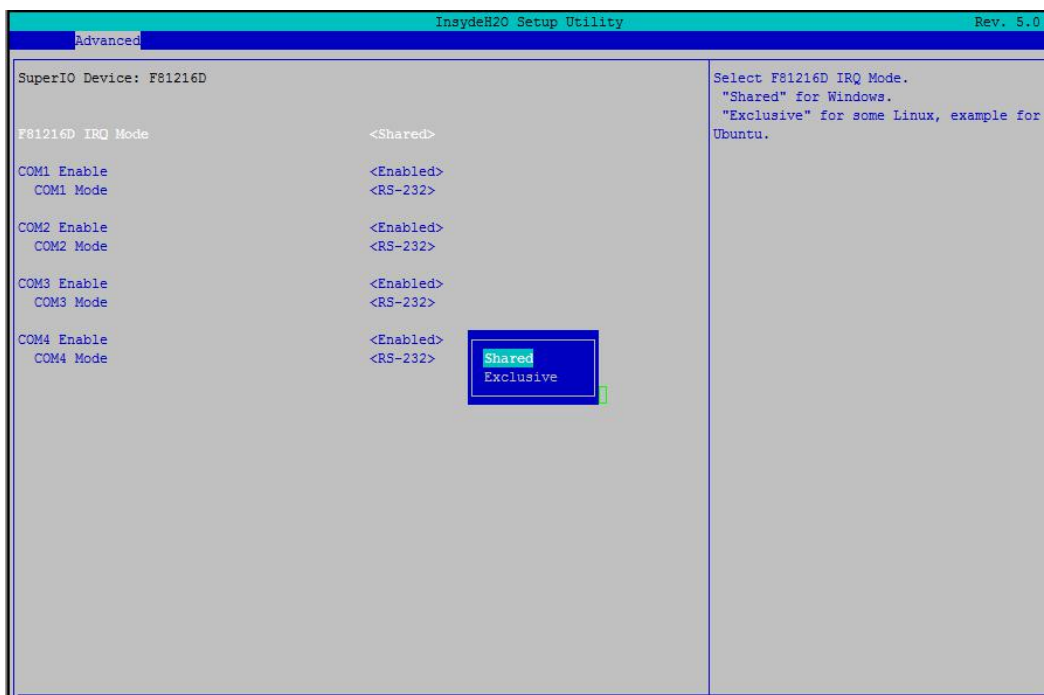 InsydeH2O Setup Utility Rev. 5.0
Advanced
SuperIO Device: F81216D
F81216D IRQ Mode <Shared>
COM1 Enable <Enabled>
COM1 Mode <RS-232>
COM2 Enable <Enabled>
COM2 Mode <RS-232>
COM3 Enable <Enabled>
COM3 Mode <RS-232>
COM4 Enable <Enabled>
COM4 Mode <RS-232>
Shared
Exclusive
Select F81216D IRQ Mode.
"Shared" for Windows.
"Exclusive" for some Linux, example for
Ubuntu.